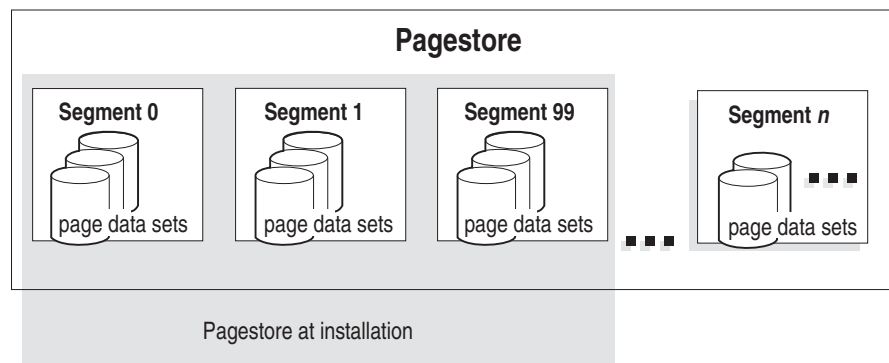 Pagestore
Segment 0
Segment 1
Segment 99
Segment n
page data sets
page data sets
page data sets
page data sets
Pagestore at installation